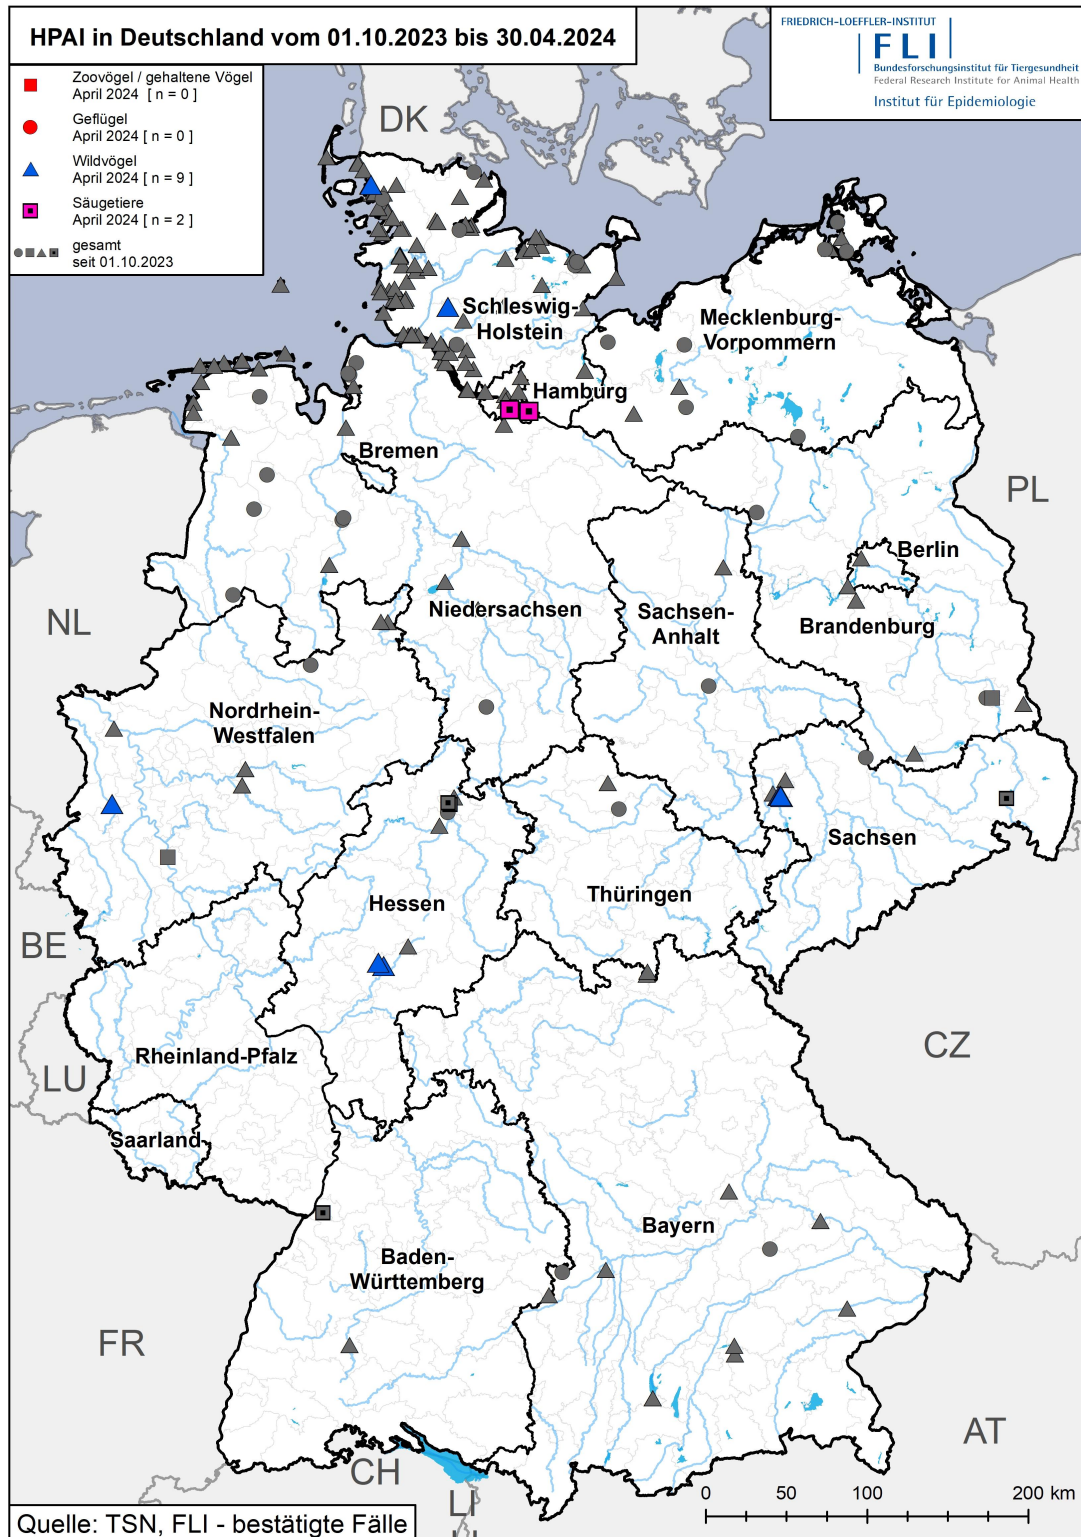 HPAI in Deutschland vom 01.10.2023 bis 30.04.2024
FRIEDRICH-LOEFFLER-INSTITUT
FLI
Bundesforschungsinstitut für Tiergesundheit
Federal Research Institute for Animal Health
Institut für Epidemiologie
Zoovögel / gehaltene Vögel
April 2024 [ n = 0 ]
Geflügel
April 2024 [ n = 0 ]
Wildvögel
April 2024 [ n = 9 ]
Säugetiere
April 2024 [ n = 2 ]
gesamt
seit 01.10.2023
DK
Schleswig-
Holstein
Mecklenburg-
Vorpommern
Hamburg
Bremen
PL
Berlin
NL
Niedersachsen
Sachsen-
Anhalt
Brandenburg
Nordrhein-
Westfalen
Sachsen
Hessen
Thüringen
BE
CZ
LU
Rheinland-Pfalz
Saarland
Bayern
Baden-
Württemberg
FR
AT
CH
LI
0 50 100 200 km
Quelle: TSN, FLI - bestätigte Fälle